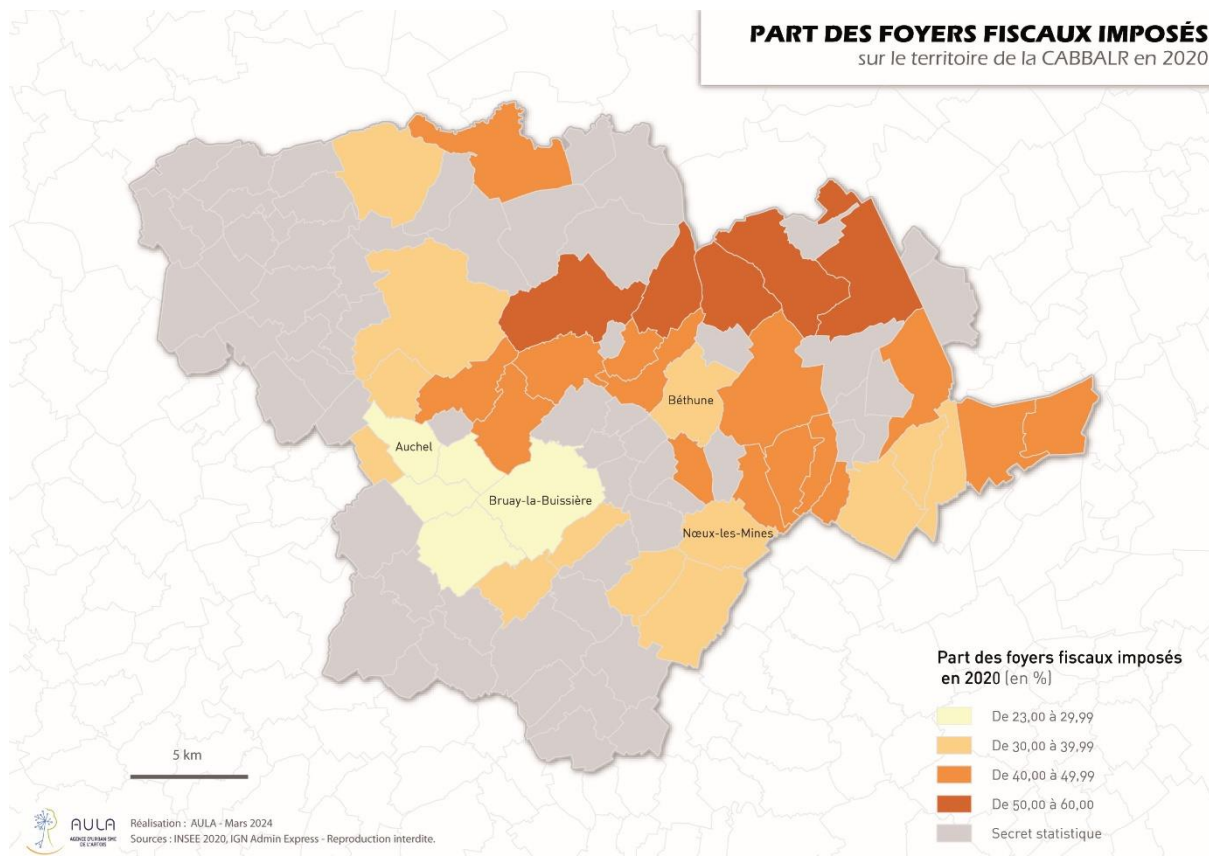 PART DES FOYERS FISCAUX IMPOSÉS
sur le territoire de la CABBALR en 2020
Béthune
Auchel
Bruay-la-Buissière
Nœux-les-Mines
Part des foyers fiscaux imposés
en 2020 (en %)
De 23,00 à 29,99
De 30,00 à 39,99
De 40,00 à 49,99
De 50,00 à 60,00
Secret statistique
5 km
AULA
DE L'ARTOIS
Réalisation : AULA - Mars 2024
Sources : INSEE 2020, IGN Admin Express - Reproduction interdite.